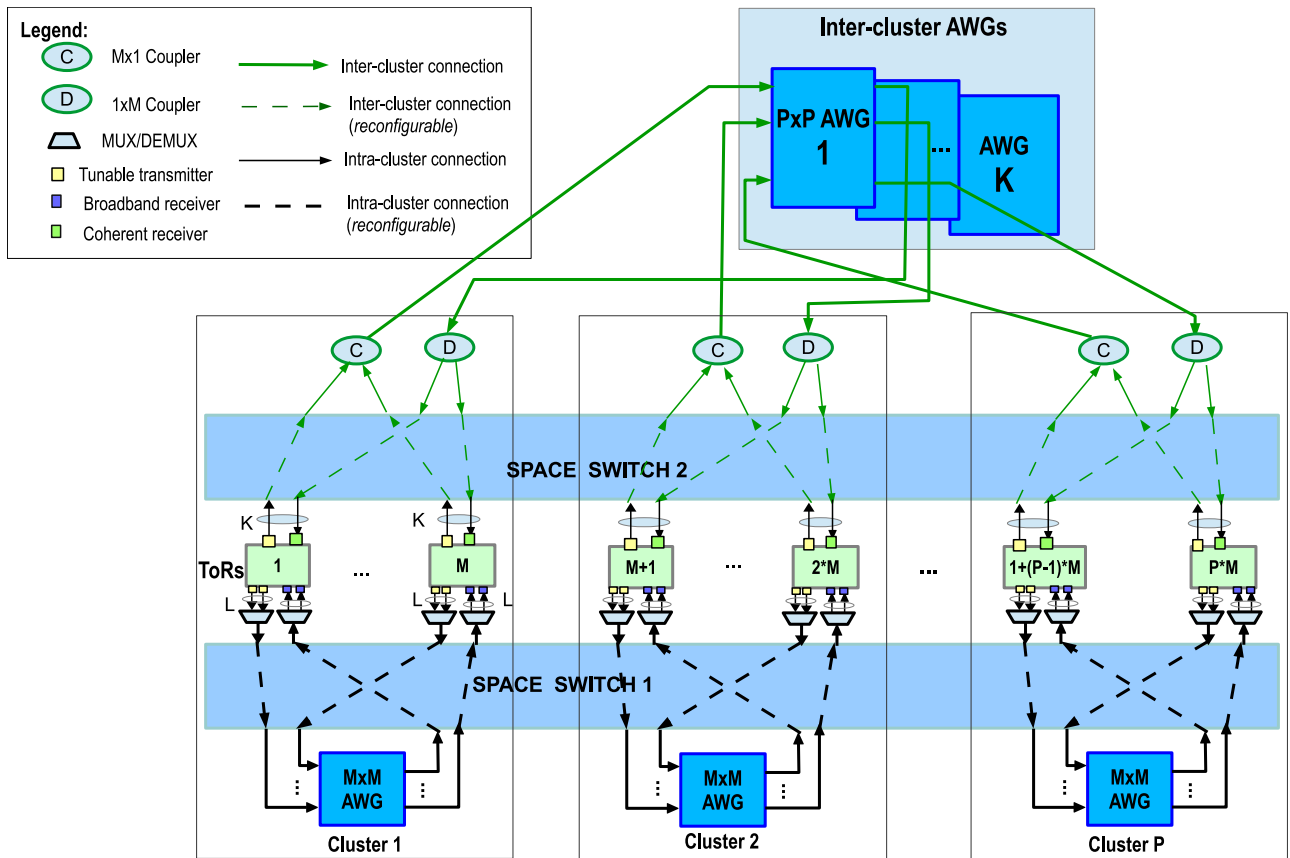 Legend:
C
Mx1 Coupler
Inter-cluster connection
D
1xM Coupler
Inter-cluster connection
(reconfigurable)
MUX/DEMUX
Intra-cluster connection
Tunable transmitter
Broadband receiver
Intra-cluster connection
(reconfigurable)
Coherent receiver
Inter-cluster AWGs
PxP AWG
1
...
AWG
K
C
D
C
D
C
D
SPACE SWITCH 2
K
K
ToRs
1
...
M
M+1
...
2*M
...
1+(P-1)*M
...
P*M
L
L
L
SPACE SWITCH 1
MxM
AWG
...
...
MxM
AWG
...
...
MxM
AWG
...
...
Cluster 1
Cluster 2
Cluster P